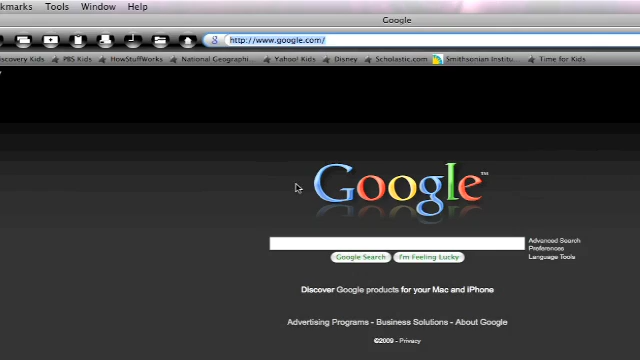 kmarks Tools Window Help
Google
http://www.google.com/
scovery Kids PBS Kids HowStuffWorks National Geographi... Yahoo! Kids Disney Scholastic.com Smithsonian Institu... Time for Kids
Google™
Advanced Search
Preferences
Language Tools
Google Search I'm Feeling Lucky
Discover Google products for your Mac and iPhone
Advertising Programs - Business Solutions - About Google
©2009 - Privacy